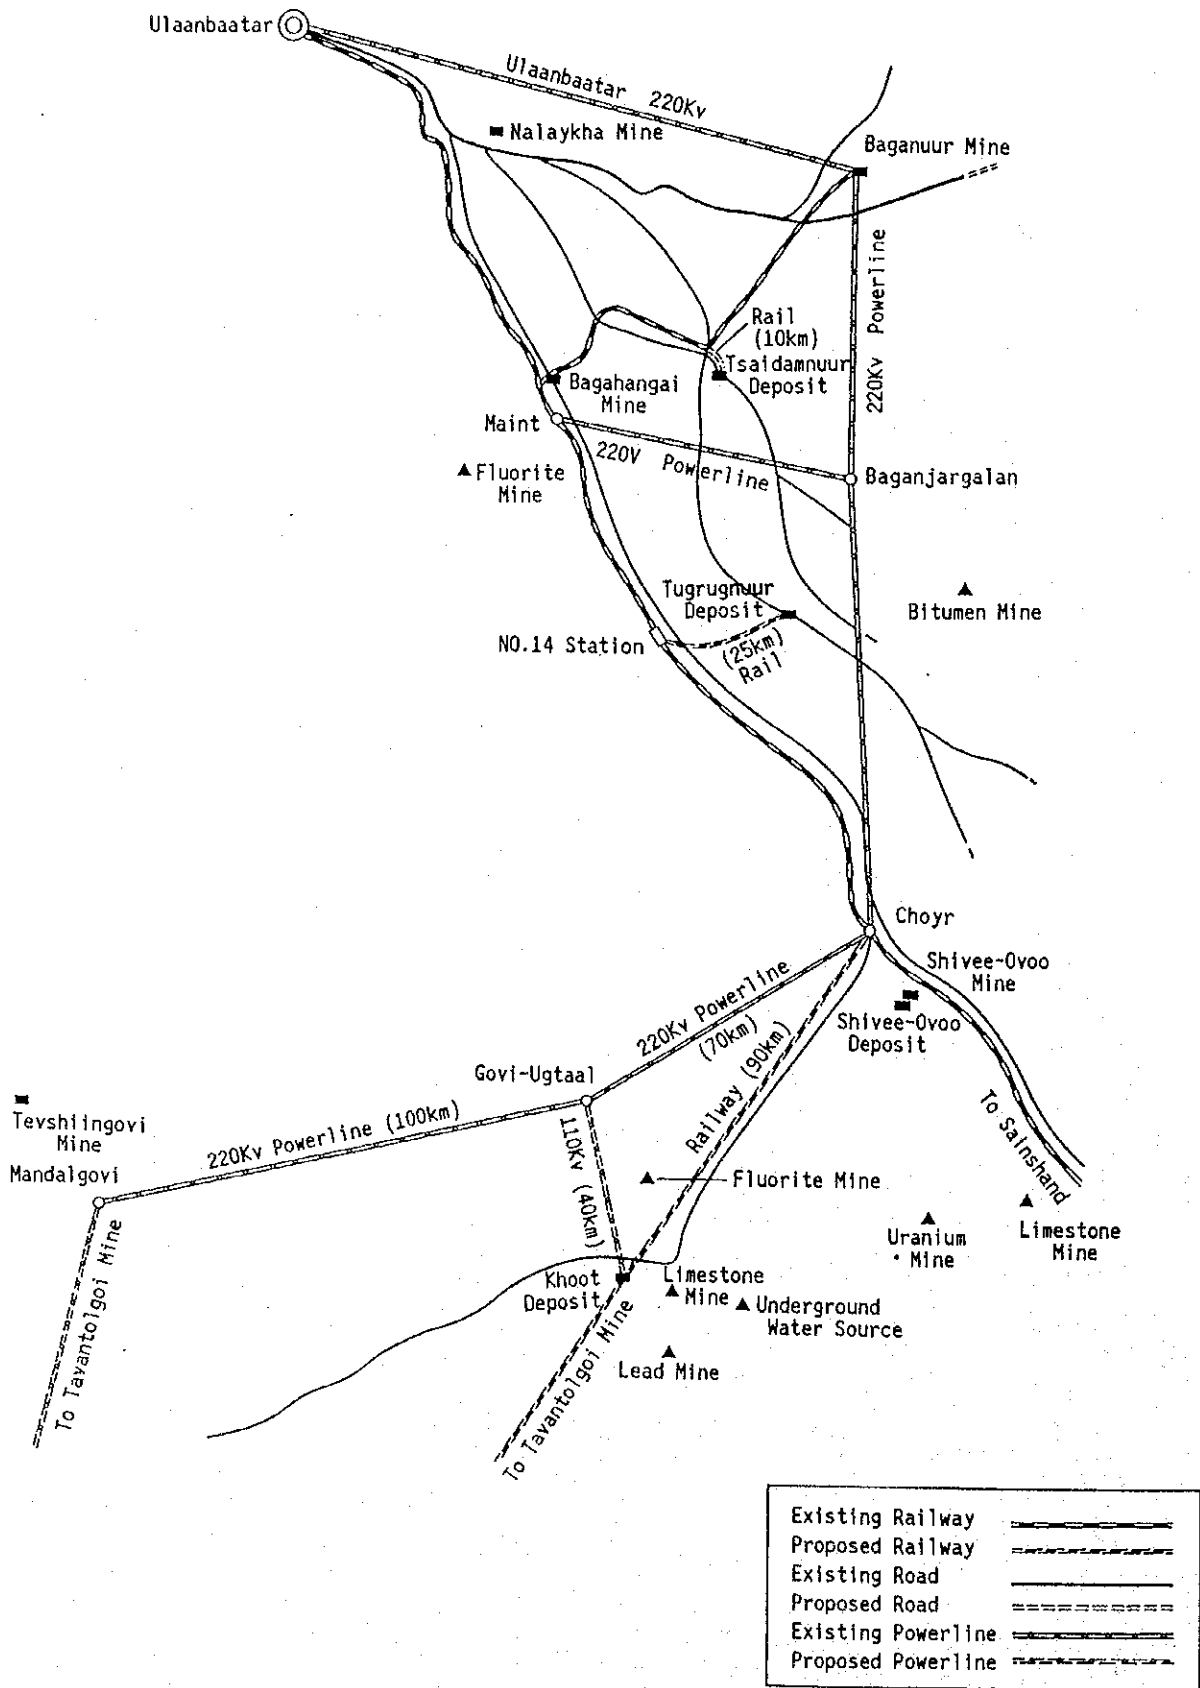 Ulaanbaatar
Ulaanbaatar 220Kv
Nalaykha Mine
Baganuur Mine
220Kv Powerline
Rail
(10km)
Tsaidamnuur
Deposit
Bagahangai
Mine
Maint
220V Powerline
Fluorite
Mine
Baganjargalan
Tugrugnuur
Deposit
Bitumen Mine
NO.14 Station
(25km)
Rail
Choyr
Shivee-Ovoo
Mine
220Kv Powerline
(70km)
Shivee-Ovoo
Deposit
Railway (90km)
Govi-Ugtaal
Tevshiingovi
Mine
220Kv Powerline (100km)
110Kv (40km)
To Sainshand
Mandalgovi
Fluorite Mine
Uranium
Mine
Limestone
Mine
To Tavantolgoi Mine
Khoot
Deposit
Limestone
Mine
Underground
Water Source
Lead Mine
To Tavantolgoi Mine
Existing Railway
Proposed Railway
Existing Road
Proposed Road
Existing Powerline
Proposed Powerline